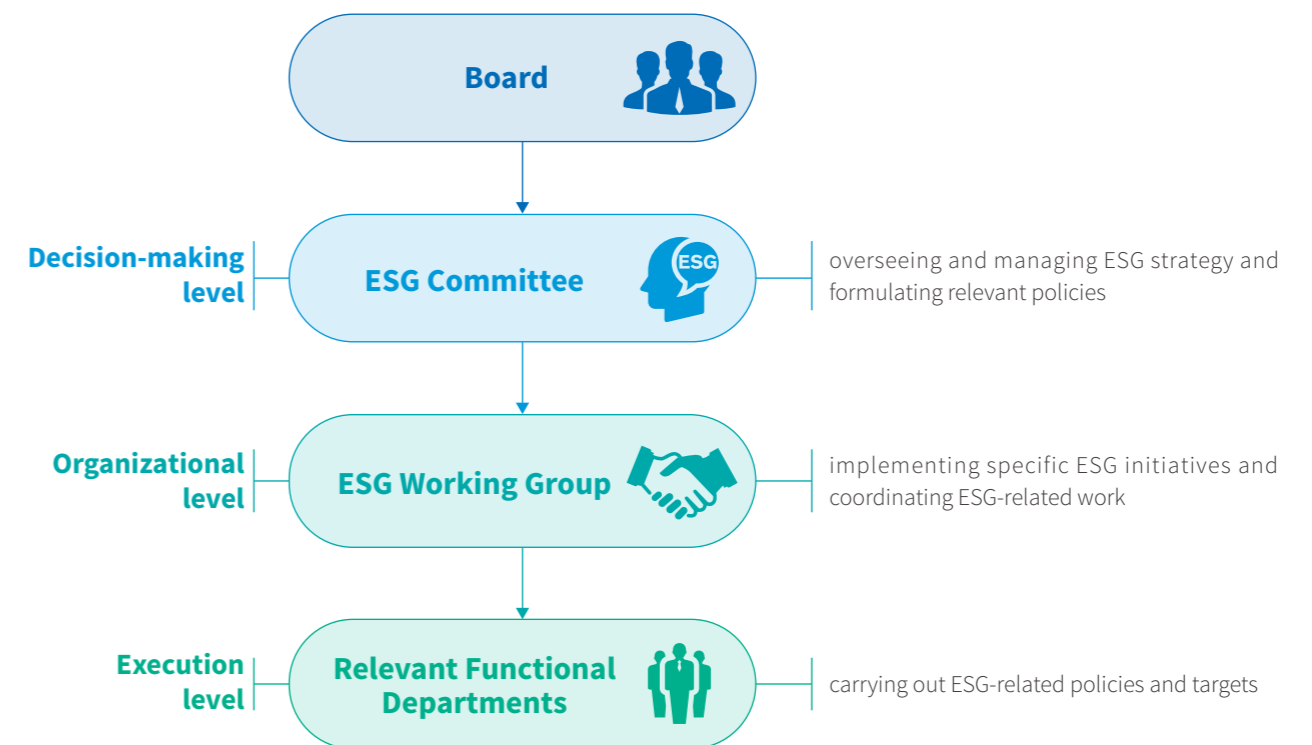 Board
Decision-making
level
ESG Committee
ESG
overseeing and managing ESG strategy and
formulating relevant policies
Organizational
level
ESG Working Group
implementing specific ESG initiatives and
coordinating ESG-related work
Execution
level
Relevant Functional
Departments
carrying out ESG-related policies and targets